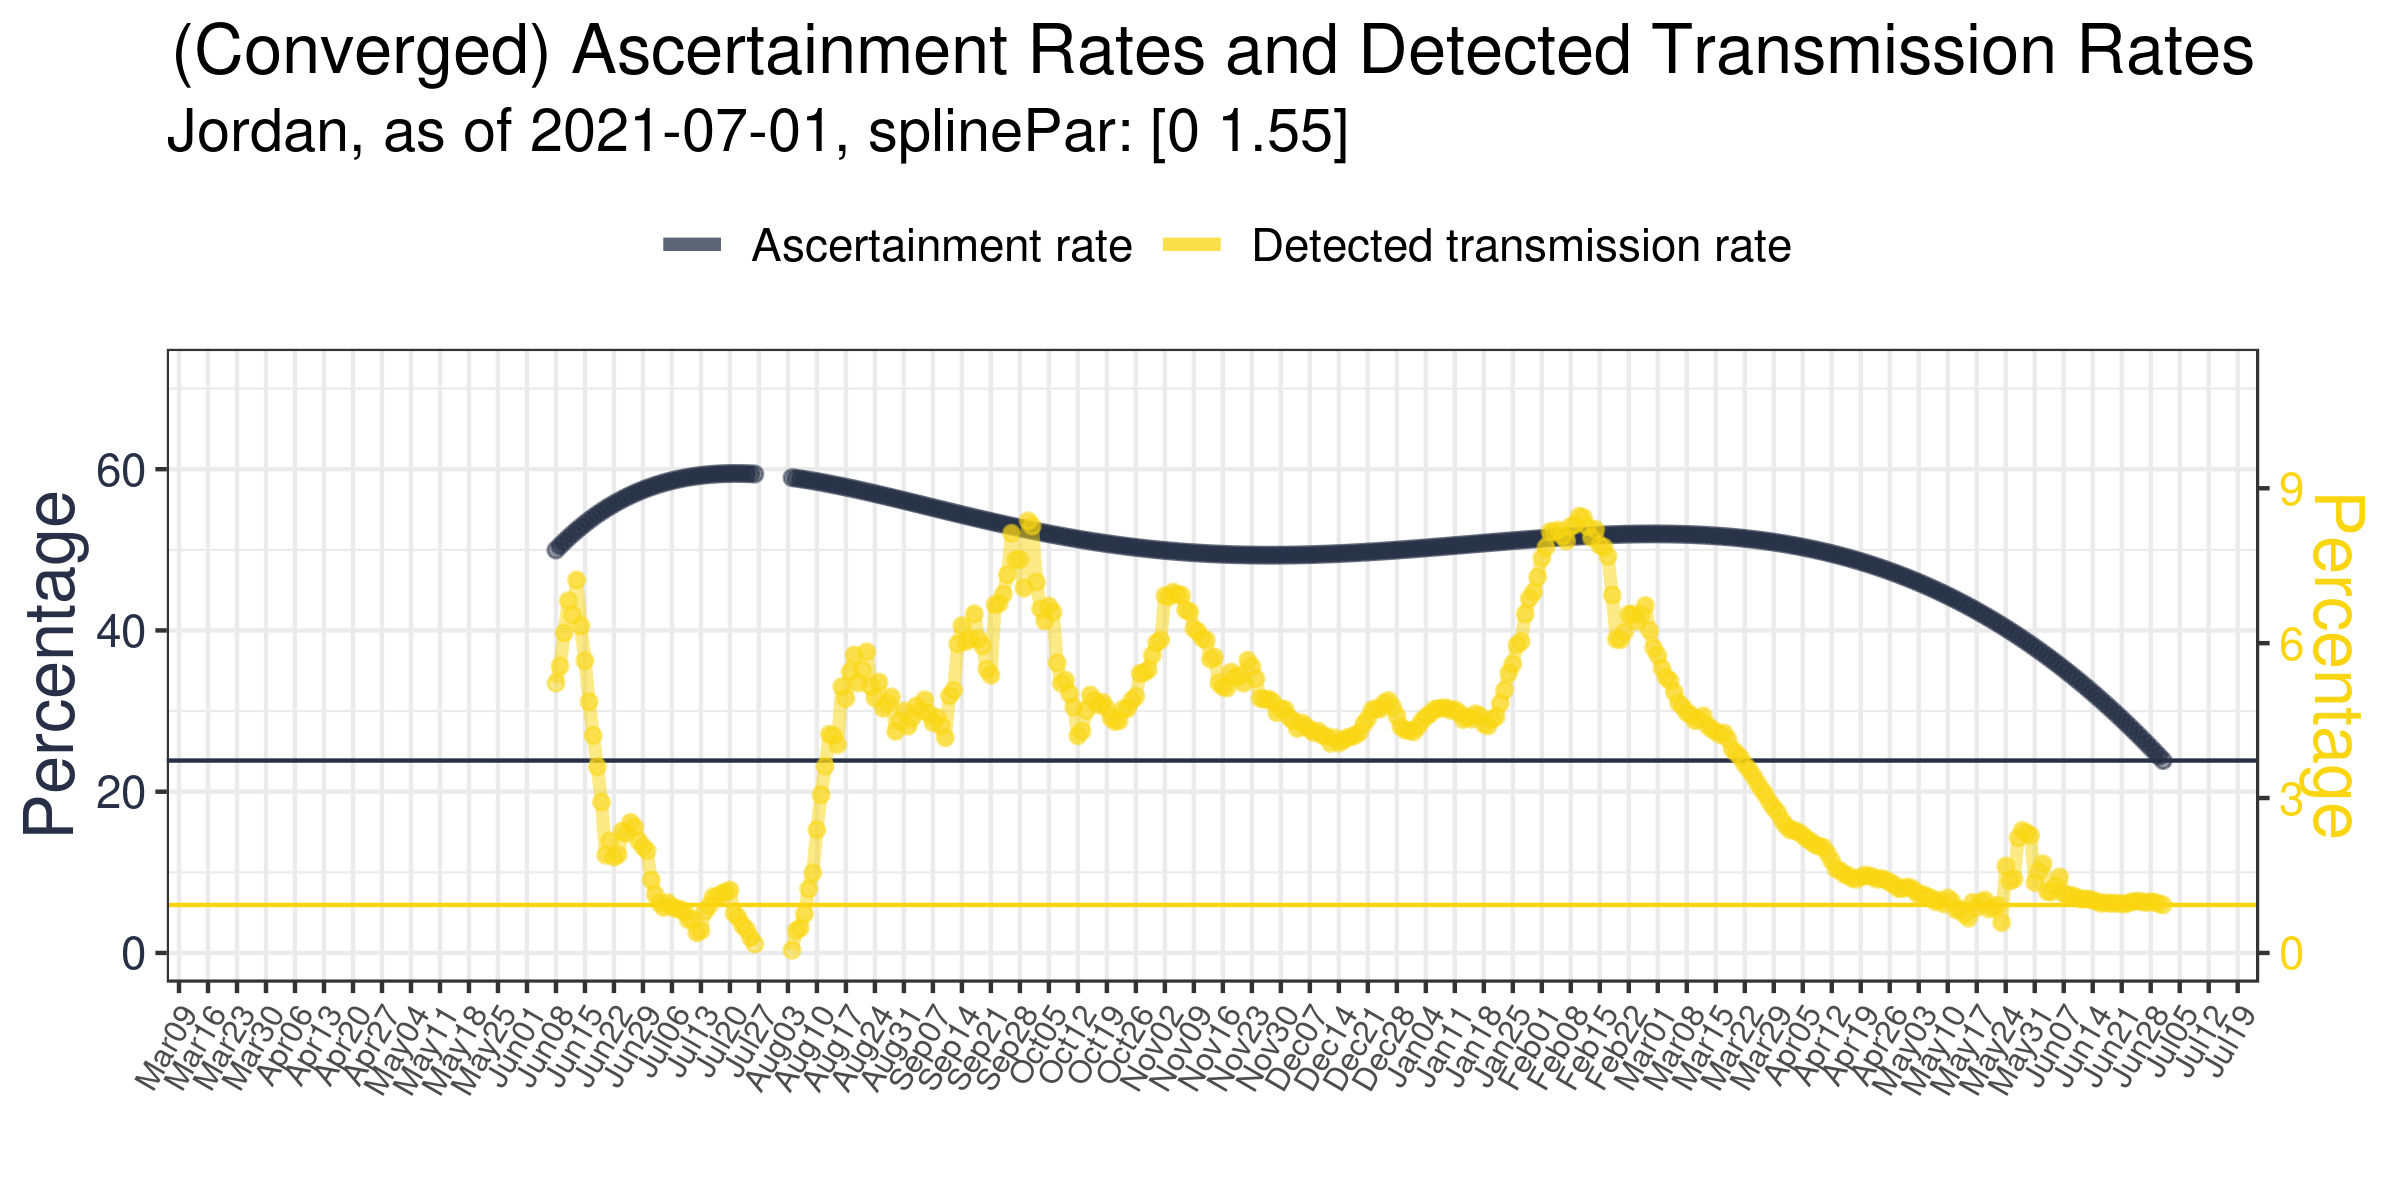 (Converged) Ascertainment Rates and Detected Transmission Rates
Jordan, as of 2021-07-01, splinePar: [0 1.55]
Ascertainment rate
Detected transmission rate
Percentage
60
40
20
0
9
6
3
0
Percentage
Mar09
Mar16
Mar23
Mar30
Apr06
Apr13
Apr20
Apr27
May04
May11
May18
May25
Jun01
Jun08
Jun15
Jun22
Jun29
Jul06
Jul13
Jul20
Jul27
Aug03
Aug10
Aug17
Aug24
Aug31
Sep07
Sep14
Sep21
Sep28
Oct05
Oct12
Oct19
Oct26
Nov02
Nov09
Nov16
Nov23
Nov30
Dec07
Dec14
Dec21
Dec28
Dec04
Jan11
Jan18
Jan25
Feb01
Feb08
Feb15
Feb22
Mar01
Mar08
Mar15
Mar22
Mar29
Apr05
Apr12
Apr19
Apr26
May03
May10
May17
May24
May31
Jun07
Jun14
Jun21
Jun28
Jul05
Jul12
Jul19